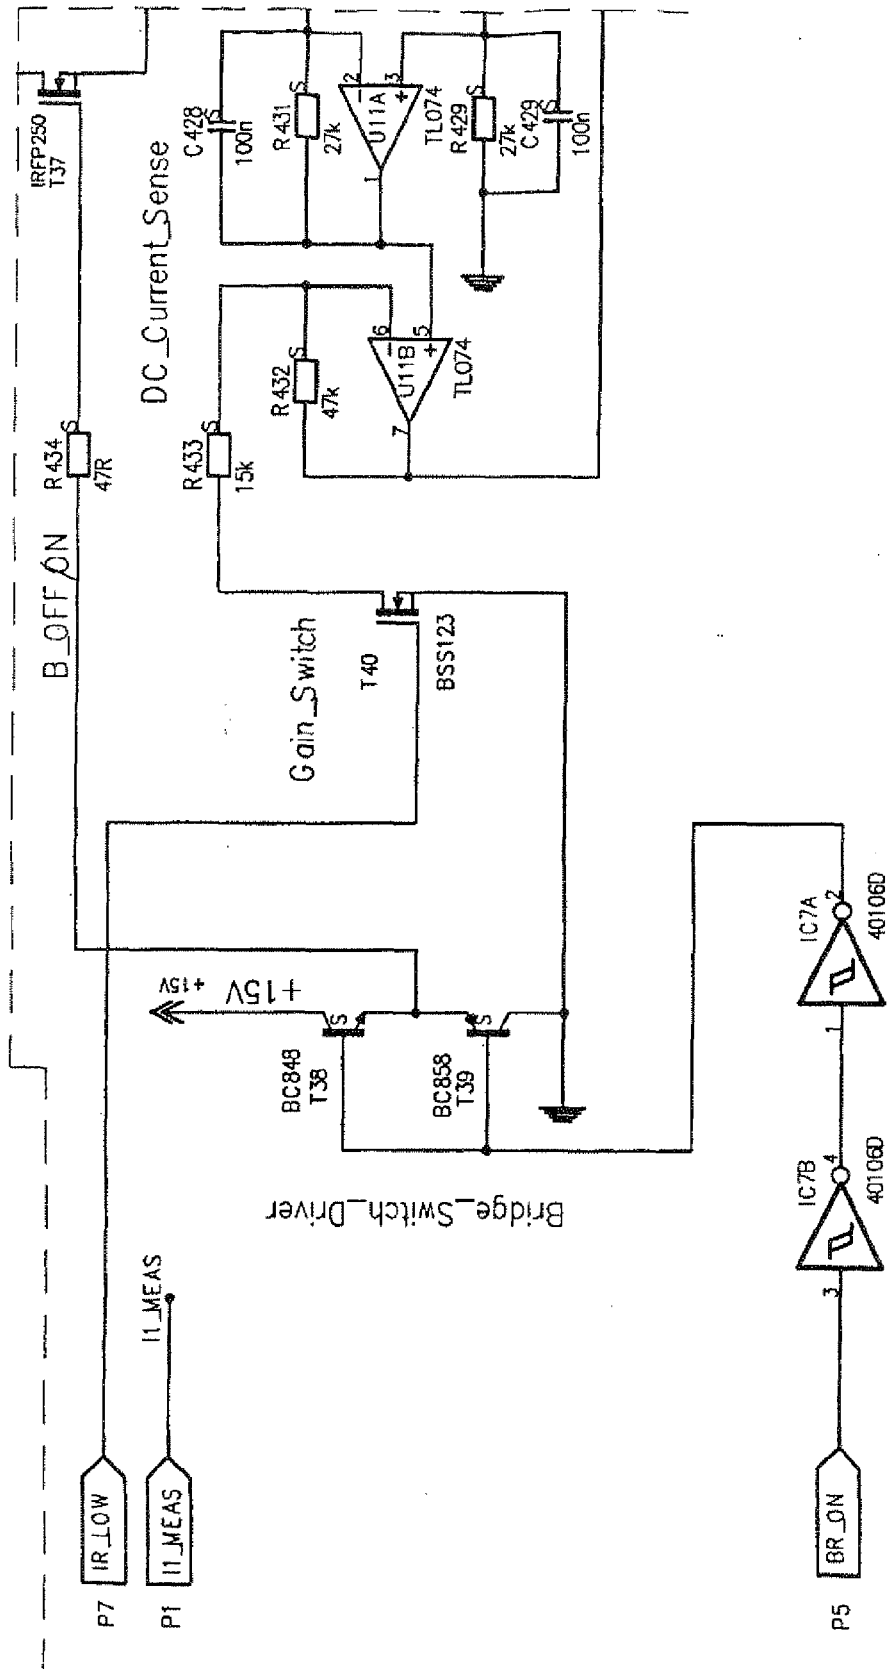 IRFP250
T37
C428
S
100n
R431
S
27k
2
3
U11A
TL074
1
R429
S
27k
C429
S
100n
DC_Current_Sense
R434
S
47R
R433
S
15k
R432
S
47k
6
5
U11B
TL074
7
B_OFF/ON
Gain_Switch
T40
BSS123
+15V
+15V
BC848
T38
S
BC858
T39
S
Bridge_Switch_Driver
IC7A
2
1
40106D
IC7B
4
3
40106D
I1_MEAS
P7
IR_LOW
P1
I1_MEAS
P5
BR_ON